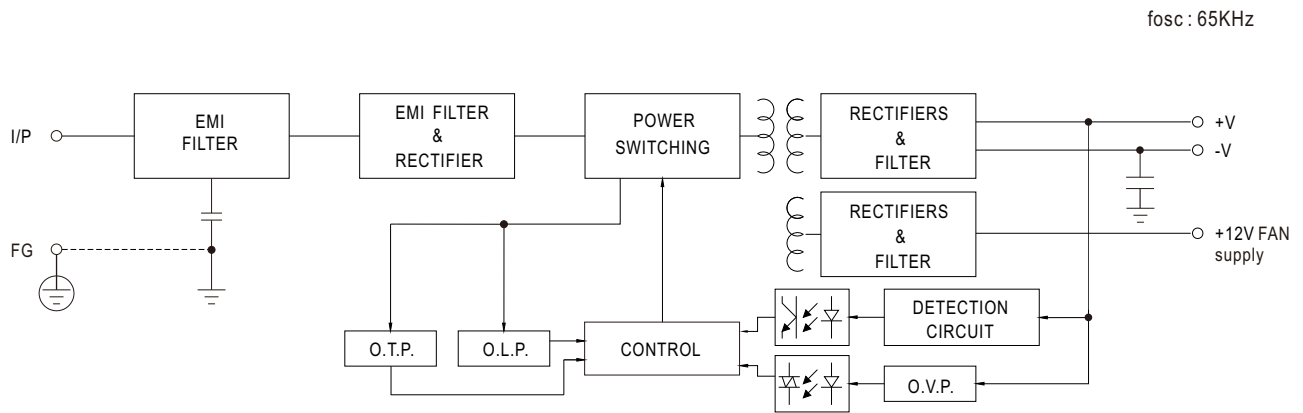 fosc : 65KHz
I/P
EMI
FILTER
EMI FILTER
&
RECTIFIER
POWER
SWITCHING
RECTIFIERS
&
FILTER
+V
-V
FG
RECTIFIERS
&
FILTER
+12V FAN
supply
O.T.P.
O.L.P.
CONTROL
DETECTION
CIRCUIT
O.V.P.